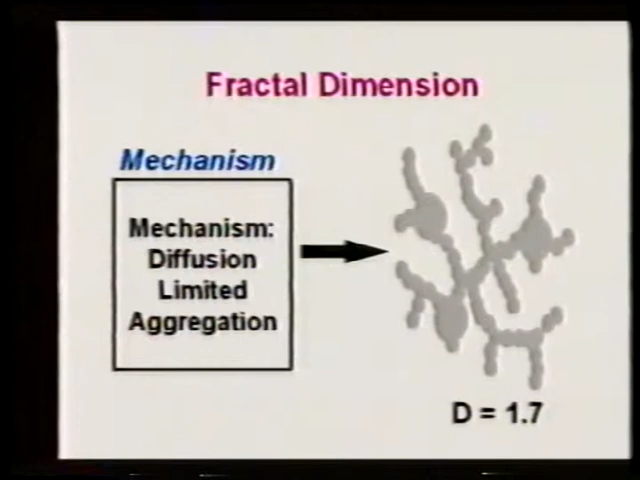 Fractal Dimension
Mechanism
Mechanism:
Diffusion
Limited
Aggregation
D = 1.7